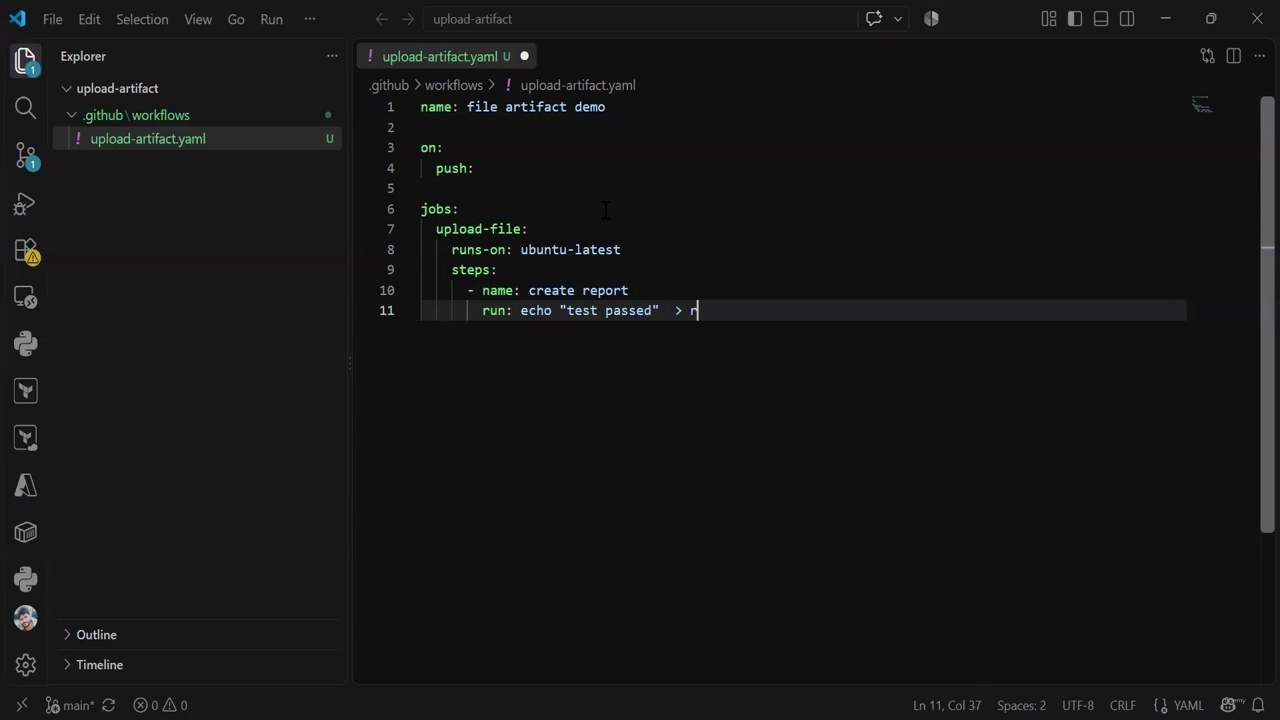 File Edit Selection View Go Run ···
upload-artifact
Explorer ···
upload-artifact
.github\workflows
upload-artifact.yaml U
1
1
Outline
Timeline
! upload-artifact.yaml U
.github > workflows > ! upload-artifact.yaml
1 name: file artifact demo
2
3 on:
4 push:
5
6 jobs:
7 upload-file:
8 runs-on: ubuntu-latest
9 steps:
10 - name: create report
11 run: echo "test passed"  > r
main* 0 0 Ln 11, Col 37 Spaces: 2 UTF-8 CRLF {} YAML